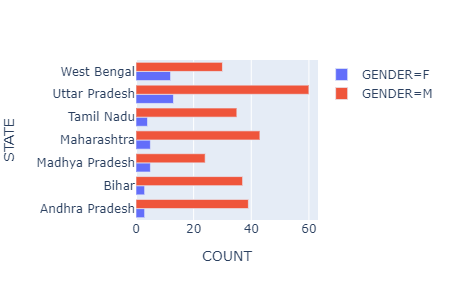 West Bengal
Uttar Pradesh
Tamil Nadu
Maharashtra
Madhya Pradesh
Bihar
Andhra Pradesh
STATE
0 20 40 60
COUNT
GENDER=F
GENDER=M